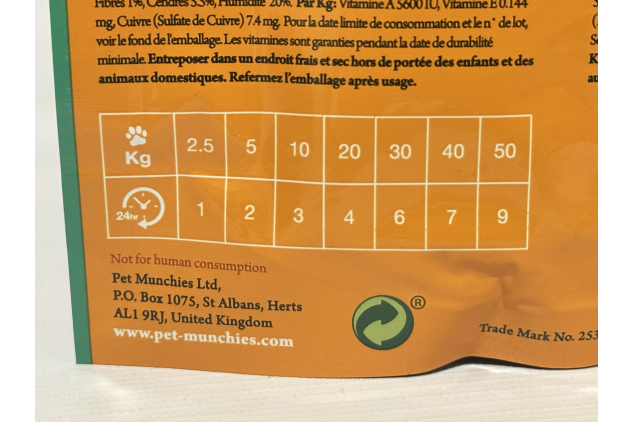 Fibres 1%, Cendres 5.5%, Humidité 20%. Par Kg: Vitamine A 5600 IU, Vitamine E 0.144
mg, Cuivre (Sulfate de Cuivre) 7.4 mg. Pour la date limite de consommation et le n° de lot,
voir le fond de l'emballage. Les vitamines sont garanties pendant la date de durabilité
minimale. Entreposer dans un endroit frais et sec hors de portée des enfants et des
animaux domestiques. Refermez l'emballage après usage.
Kg 2.5 5 10 20 30 40 50
24hr 1 2 3 4 6 7 9
Not for human consumption
Pet Munchies Ltd,
P.O. Box 1075, St Albans, Herts
AL1 9RJ, United Kingdom
www.pet-munchies.com
®
Trade Mark No. 253